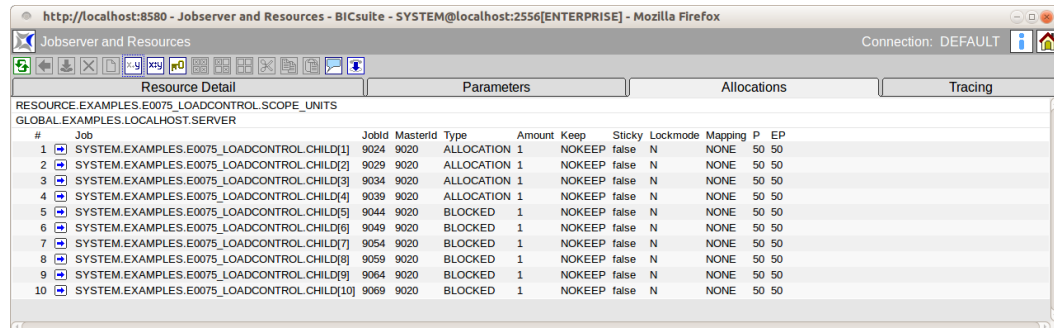 http://localhost:8580 - Jobserver and Resources - BICsuite - SYSTEM@localhost:2556[ENTERPRISE] - Mozilla Firefox
Jobserver and Resources Connection: DEFAULT
Resource Detail Parameters Allocations Tracing
RESOURCE.EXAMPLES.E0075_LOADCONTROL.SCOPE_UNITS
GLOBAL.EXAMPLES.LOCALHOST.SERVER
# Job JobId MasterId Type Amount Keep Sticky Lockmode Mapping P EP
1 SYSTEM.EXAMPLES.E0075_LOADCONTROL.CHILD[1] 9024 9020 ALLOCATION 1 NOKEEP false N NONE 50 50
2 SYSTEM.EXAMPLES.E0075_LOADCONTROL.CHILD[2] 9029 9020 ALLOCATION 1 NOKEEP false N NONE 50 50
3 SYSTEM.EXAMPLES.E0075_LOADCONTROL.CHILD[3] 9034 9020 ALLOCATION 1 NOKEEP false N NONE 50 50
4 SYSTEM.EXAMPLES.E0075_LOADCONTROL.CHILD[4] 9039 9020 ALLOCATION 1 NOKEEP false N NONE 50 50
5 SYSTEM.EXAMPLES.E0075_LOADCONTROL.CHILD[5] 9044 9020 BLOCKED 1 NOKEEP false N NONE 50 50
6 SYSTEM.EXAMPLES.E0075_LOADCONTROL.CHILD[6] 9049 9020 BLOCKED 1 NOKEEP false N NONE 50 50
7 SYSTEM.EXAMPLES.E0075_LOADCONTROL.CHILD[7] 9054 9020 BLOCKED 1 NOKEEP false N NONE 50 50
8 SYSTEM.EXAMPLES.E0075_LOADCONTROL.CHILD[8] 9059 9020 BLOCKED 1 NOKEEP false N NONE 50 50
9 SYSTEM.EXAMPLES.E0075_LOADCONTROL.CHILD[9] 9064 9020 BLOCKED 1 NOKEEP false N NONE 50 50
10 SYSTEM.EXAMPLES.E0075_LOADCONTROL.CHILD[10] 9069 9020 BLOCKED 1 NOKEEP false N NONE 50 50